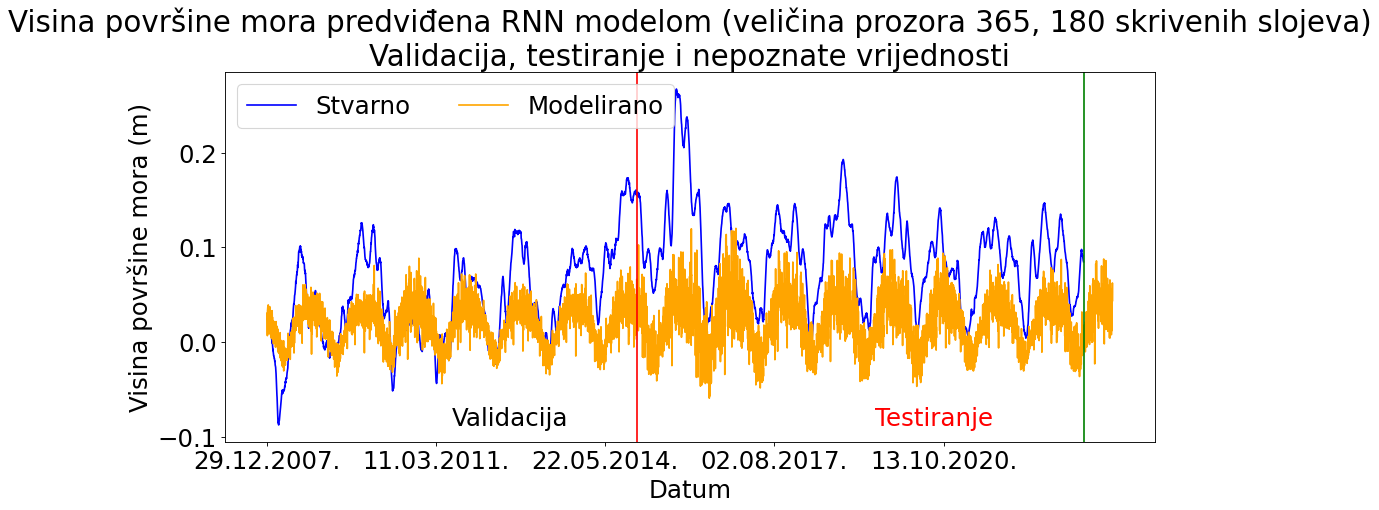 Visina površine mora predviđena RNN modelom (veličina prozora 365, 180 skrivenih slojeva)
Validacija, testiranje i nepoznate vrijednosti
Stvarno
Modelirano
Visina površine mora (m)
0.2
0.1
0.0
−0.1
Validacija
Testiranje
29.12.2007.
11.03.2011.
22.05.2014.
02.08.2017.
13.10.2020.
Datum